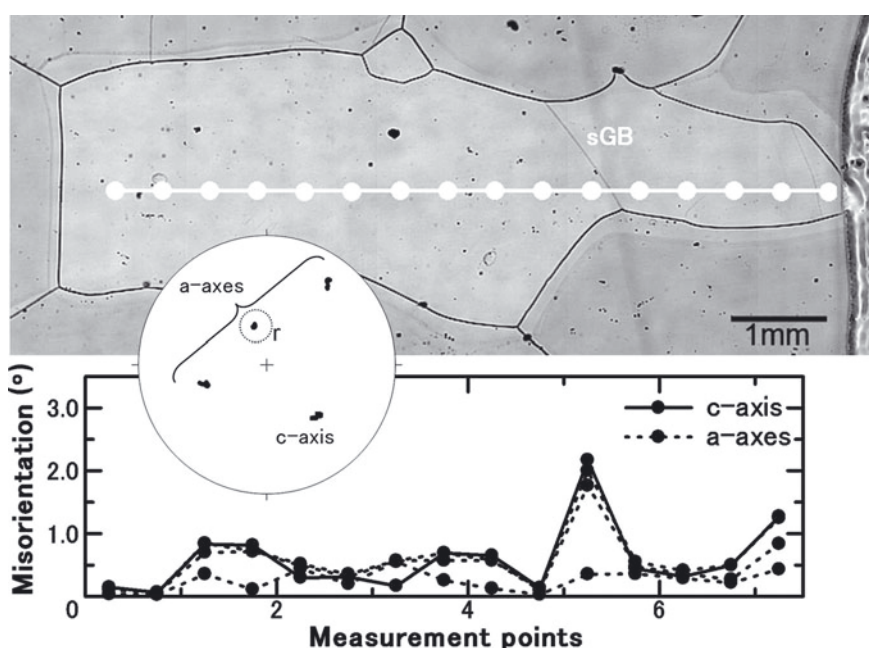 sGB
a-axes
r
c-axis
1mm
Misorientation (°)
3.0
2.0
1.0
0
c-axis
a-axes
2
4
6
Measurement points